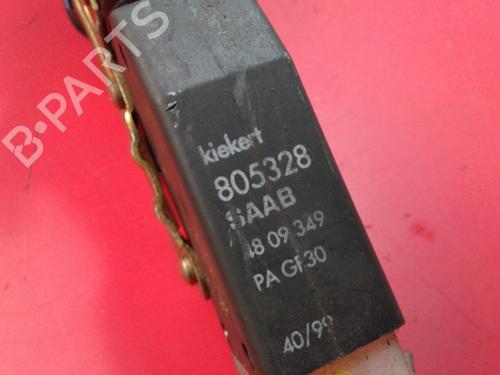 B-PARTS
kiekert
805328
SAAB
48 09 349
PA GF30
40/99